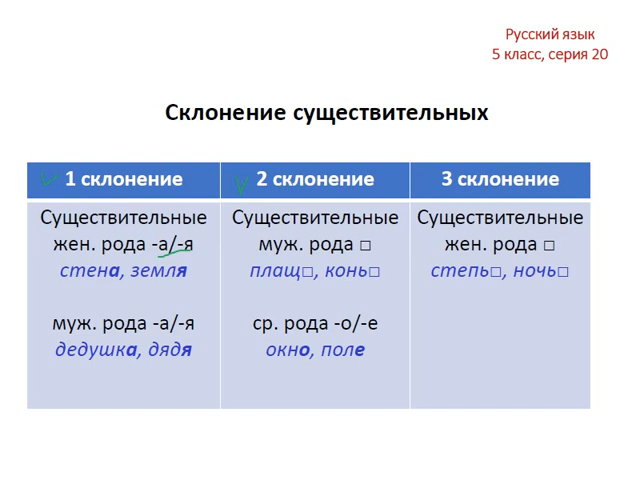 Русский язык
5 класс, серия 20
Склонение существительных
1 склонение
2 склонение
3 склонение
Существительные
жен. рода -а/-я
стена, земля
муж. рода -а/-я
дедушка, дядя
Существительные
муж. рода □
плащ□, конь□
ср. рода -о/-е
окно, поле
Существительные
жен. рода □
степь□, ночь□